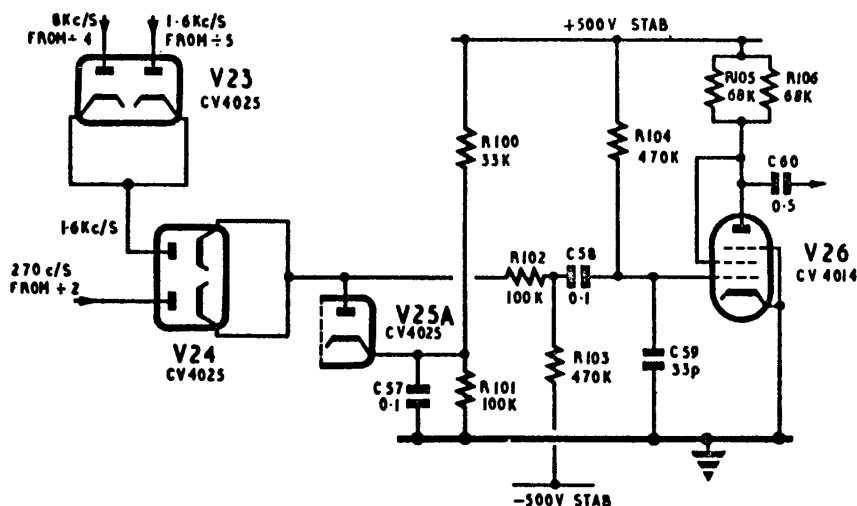 8Kc/S
FROM÷4
1·6Kc/S
FROM÷5
V23
CV4025
1·6Kc/S
270 c/S
FROM ÷2
V24
CV4025
V25A
CV4025
C57
0·1
R101
100K
R100
33K
+500V STAB
R102
100K
C58
0·1
R103
470K
-500V STAB
R104
470K
C59
33p
R105
68K
R106
68K
C60
0·5
V26
CV4014